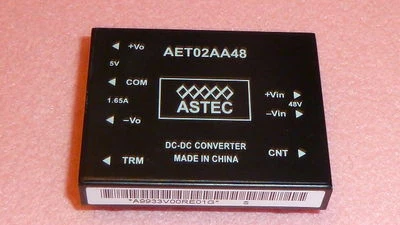 AET02AA48
+Vo
5V
COM
1.65A
–Vo
TRM
ASTEC
+Vin
48V
–Vin
CNT
DC-DC CONVERTER
MADE IN CHINA
"A9933V00RE01G"